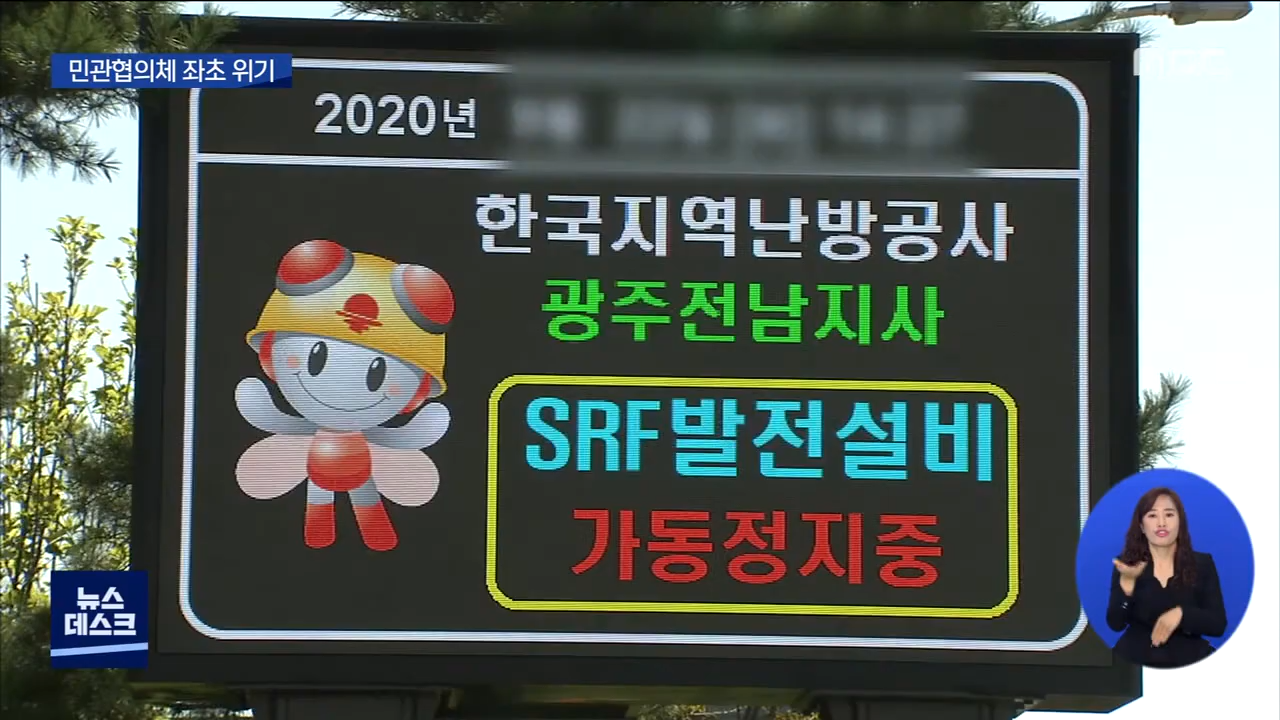 민관협의체 좌초 위기
2020년
한국지역난방공사
광주전남지사
SRF발전설비
가동정지중
뉴스
데스크